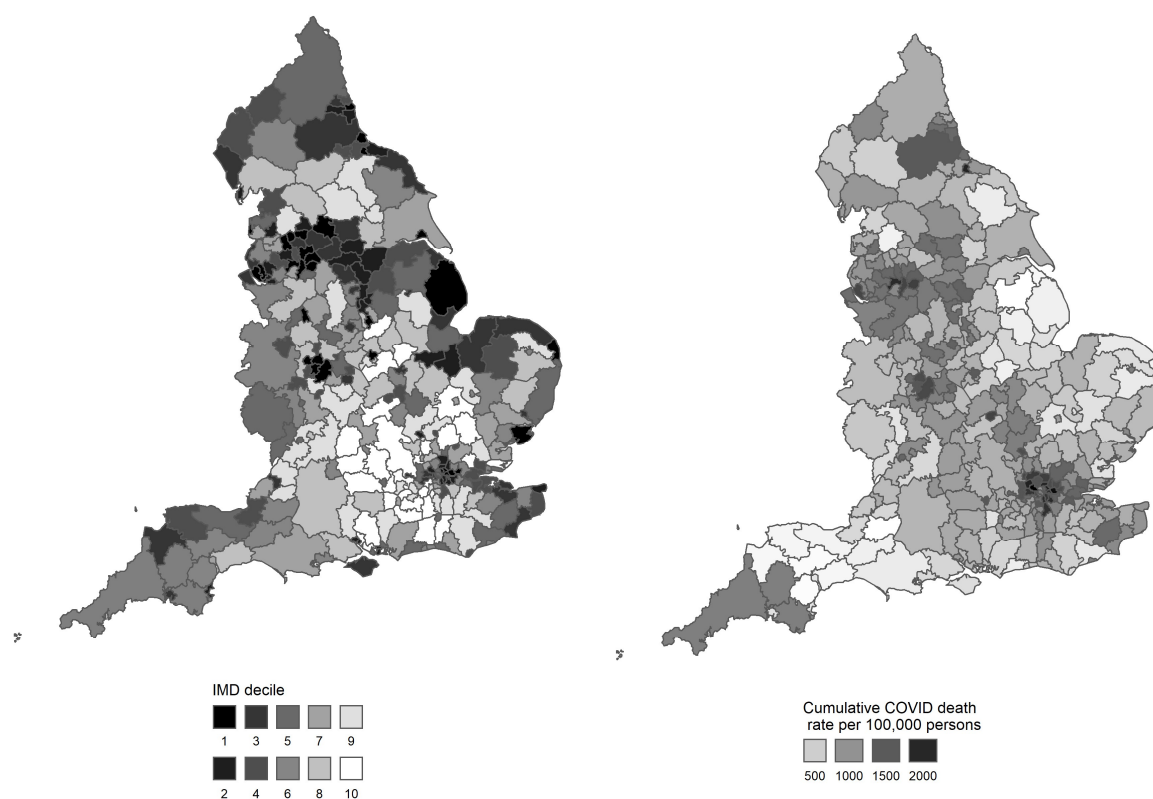 IMD decile
1 3 5 7 9
2 4 6 8 10
Cumulative COVID death
rate per 100,000 persons
500 1000 1500 2000